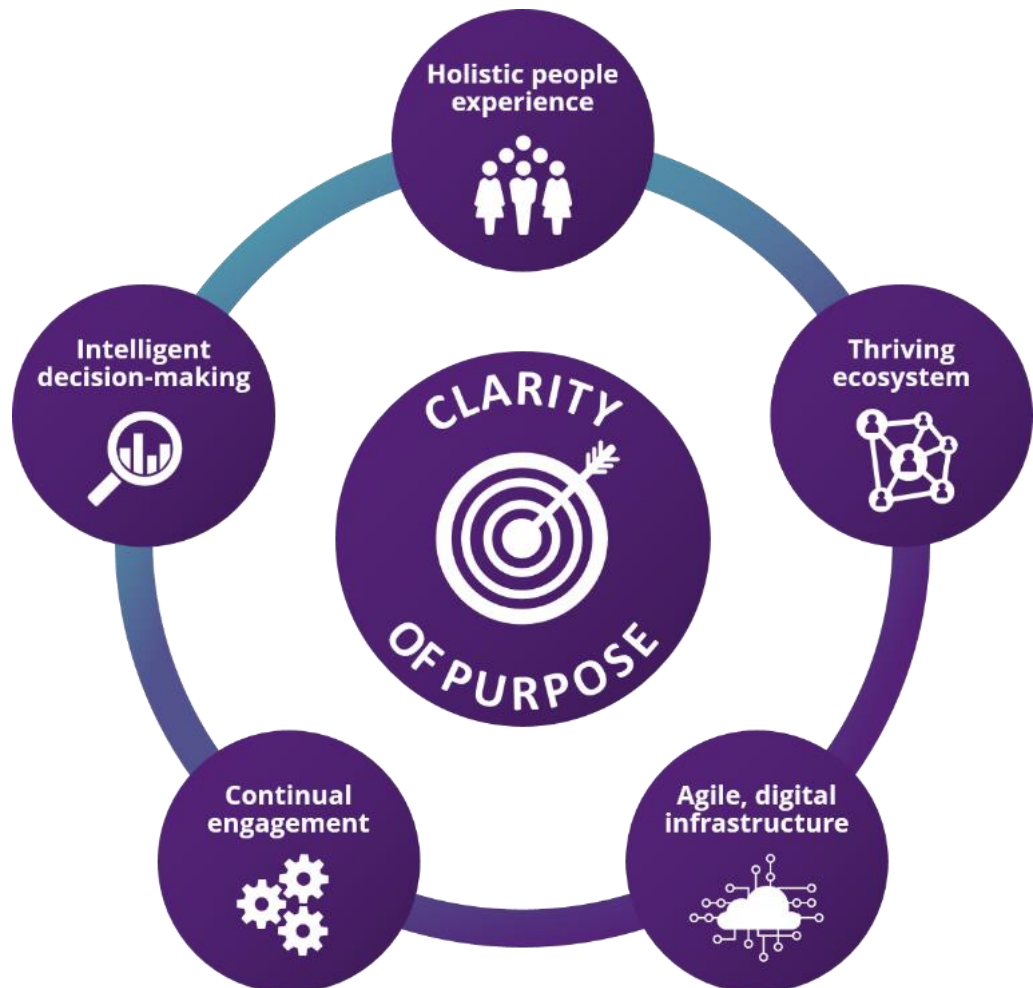 Holistic people
experience
Intelligent
decision-making
Thriving
ecosystem
CLARITY
OF PURPOSE
Continual
engagement
Agile, digital
infrastructure